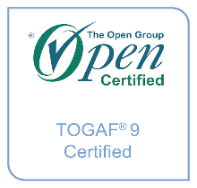 ® The Open Group
Open
Certified
TOGAF® 9
Certified